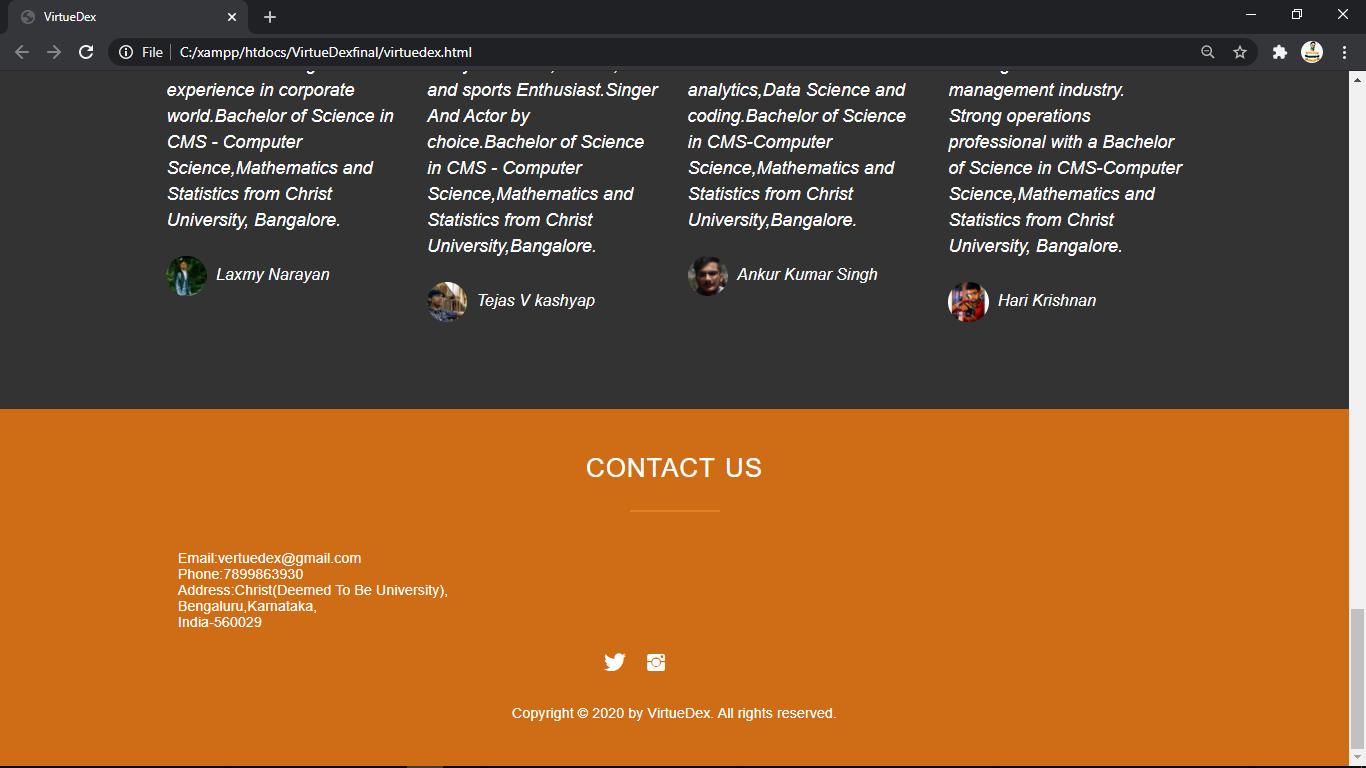 VirtueDex
File
C:/xampp/htdocs/VirtueDexfinal/virtuedex.html
experience in corporate
world.Bachelor of Science in
CMS - Computer
Science,Mathematics and
Statistics from Christ
University, Bangalore.
Laxmy Narayan
and sports Enthusiast.Singer
And Actor by
choice.Bachelor of Science
in CMS - Computer
Science,Mathematics and
Statistics from Christ
University,Bangalore.
Tejas V kashyap
analytics,Data Science and
coding.Bachelor of Science
in CMS-Computer
Science,Mathematics and
Statistics from Christ
University,Bangalore.
Ankur Kumar Singh
management industry.
Strong operations
professional with a Bachelor
of Science in CMS-Computer
Science,Mathematics and
Statistics from Christ
University, Bangalore.
Hari Krishnan
CONTACT US
Email:vertuedex@gmail.com
Phone:7899863930
Address:Christ(Deemed To Be University),
Bengaluru,Karnataka,
India-560029
Copyright © 2020 by VirtueDex. All rights reserved.